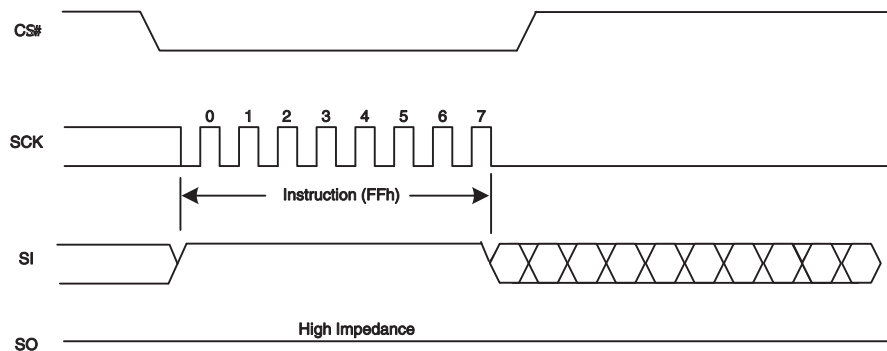 CS#
0 1 2 3 4 5 6 7
SCK
Instruction (FFh)
SI
High Impedance
SO